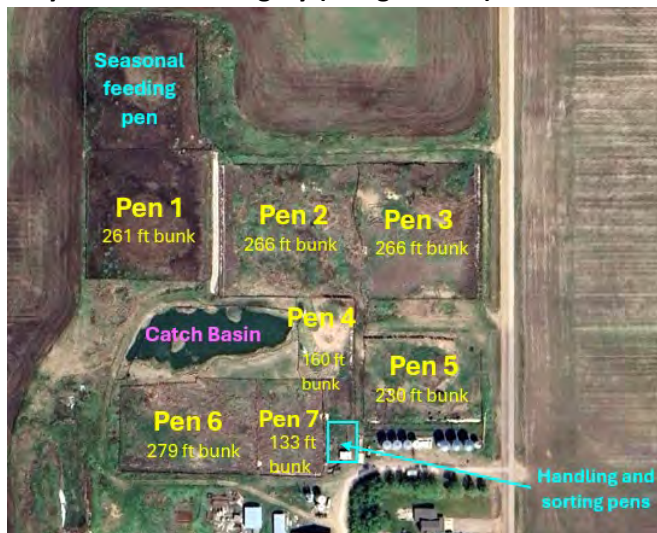 Seasonal
feeding
pen
Pen 1
261 ft bunk
Pen 2
266 ft bunk
Pen 3
266 ft bunk
Catch Basin
Pen 4
160 ft
bunk
Pen 5
230 ft bunk
Pen 6
279 ft bunk
Pen 7
133 ft
bunk
Handling and
sorting pens